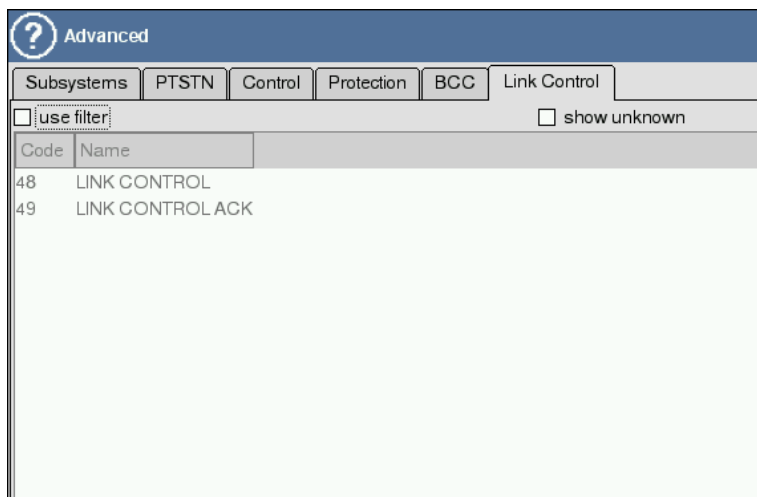 ? Advanced
Subsystems PTSTN Control Protection BCC Link Control
use filter show unknown
Code Name
48 LINK CONTROL
49 LINK CONTROL ACK